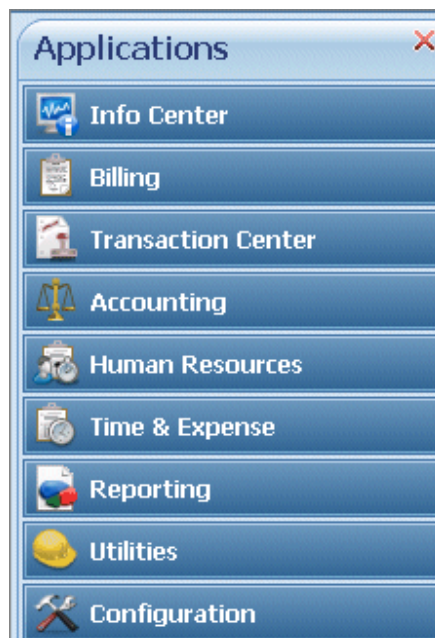 Applications
Info Center
Billing
Transaction Center
Accounting
Human Resources
Time & Expense
Reporting
Utilities
Configuration